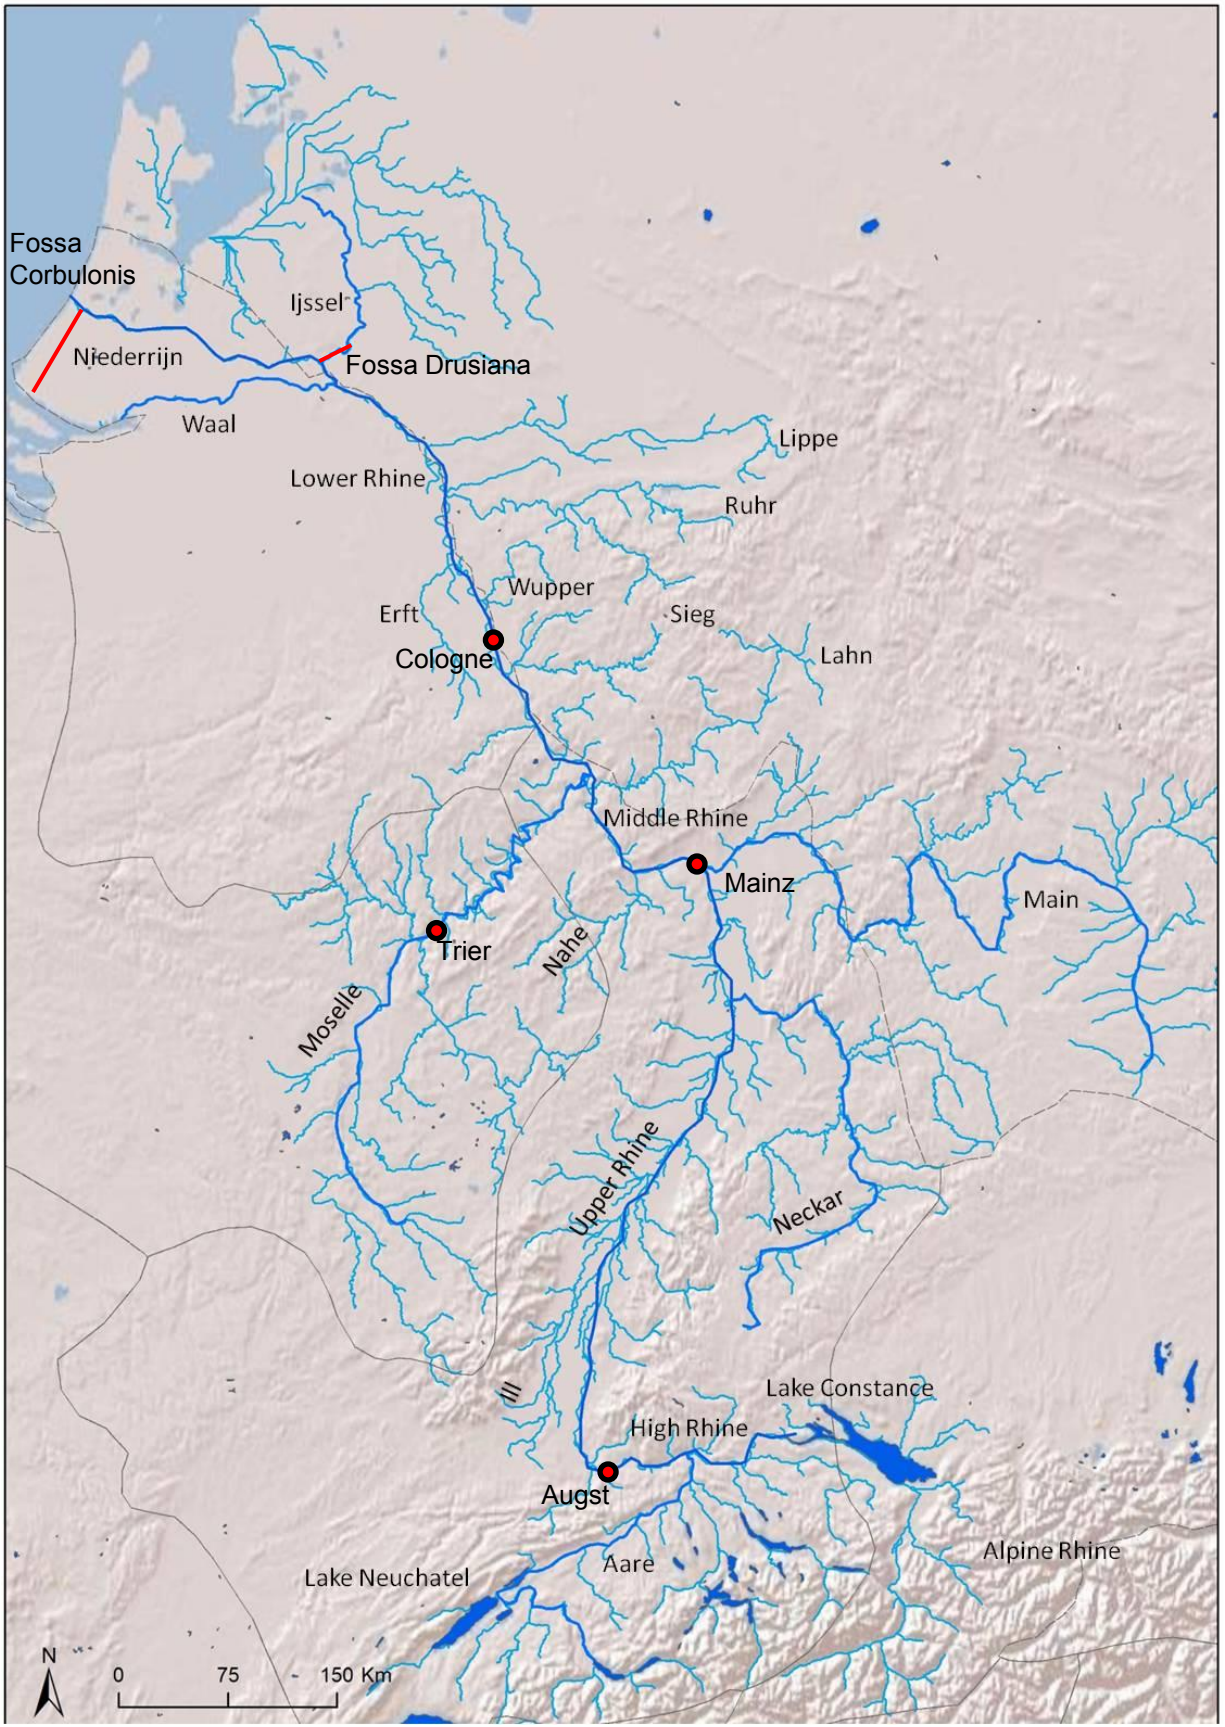 Fossa
Corbulonis
Ijssel
Niederrijn
Fossa Drusiana
Waal
Lippe
Lower Rhine
Ruhr
Wupper
Erft
Sieg
Cologne
Lahn
Middle Rhine
Mainz
Main
Trier
Nahe
Moselle
Upper Rhine
Neckar
Ill
Lake Constance
High Rhine
Augst
Aare
Alpine Rhine
Lake Neuchatel
N
0 75 150 Km